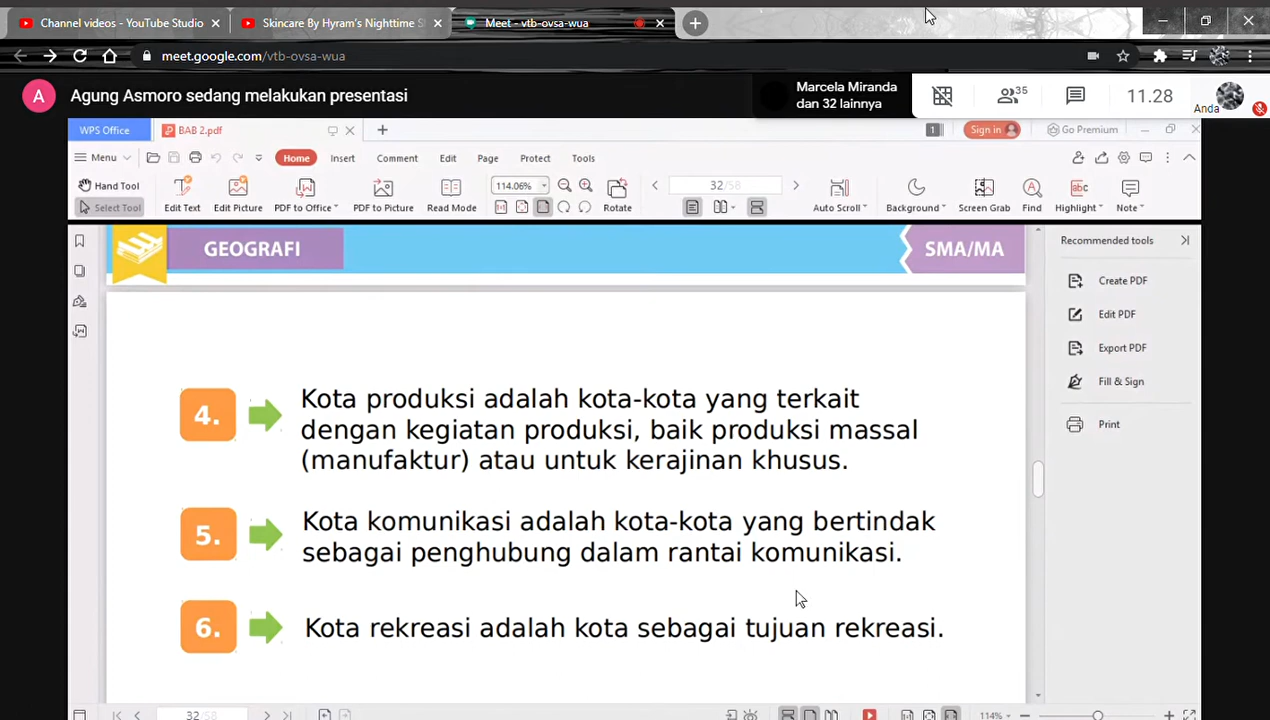 Channel videos - YouTube Studio
Skincare By Hyram's Nighttime S
Meet - vtb-ovsa-wua
meet.google.com/vtb-ovsa-wua
A
Agung Asmoro sedang melakukan presentasi
Marcela Miranda
dan 32 lainnya
35
11.28
Anda
WPS Office
BAB 2.pdf
1
Sign in
Go Premium
Menu
Home
Insert
Comment
Edit
Page
Protect
Tools
Hand Tool
Select Tool
Edit Text
Edit Picture
PDF to Office
PDF to Picture
Read Mode
114.06%
Rotate
32/58
Auto Scroll
Background
Screen Grab
Find
Highlight
Note
GEOGRAFI
SMA/MA
Recommended tools
Create PDF
Edit PDF
Export PDF
Fill & Sign
Print
4.
Kota produksi adalah kota-kota yang terkait
dengan kegiatan produksi, baik produksi massal
(manufaktur) atau untuk kerajinan khusus.
5.
Kota komunikasi adalah kota-kota yang bertindak
sebagai penghubung dalam rantai komunikasi.
6.
Kota rekreasi adalah kota sebagai tujuan rekreasi.
32/58
114%